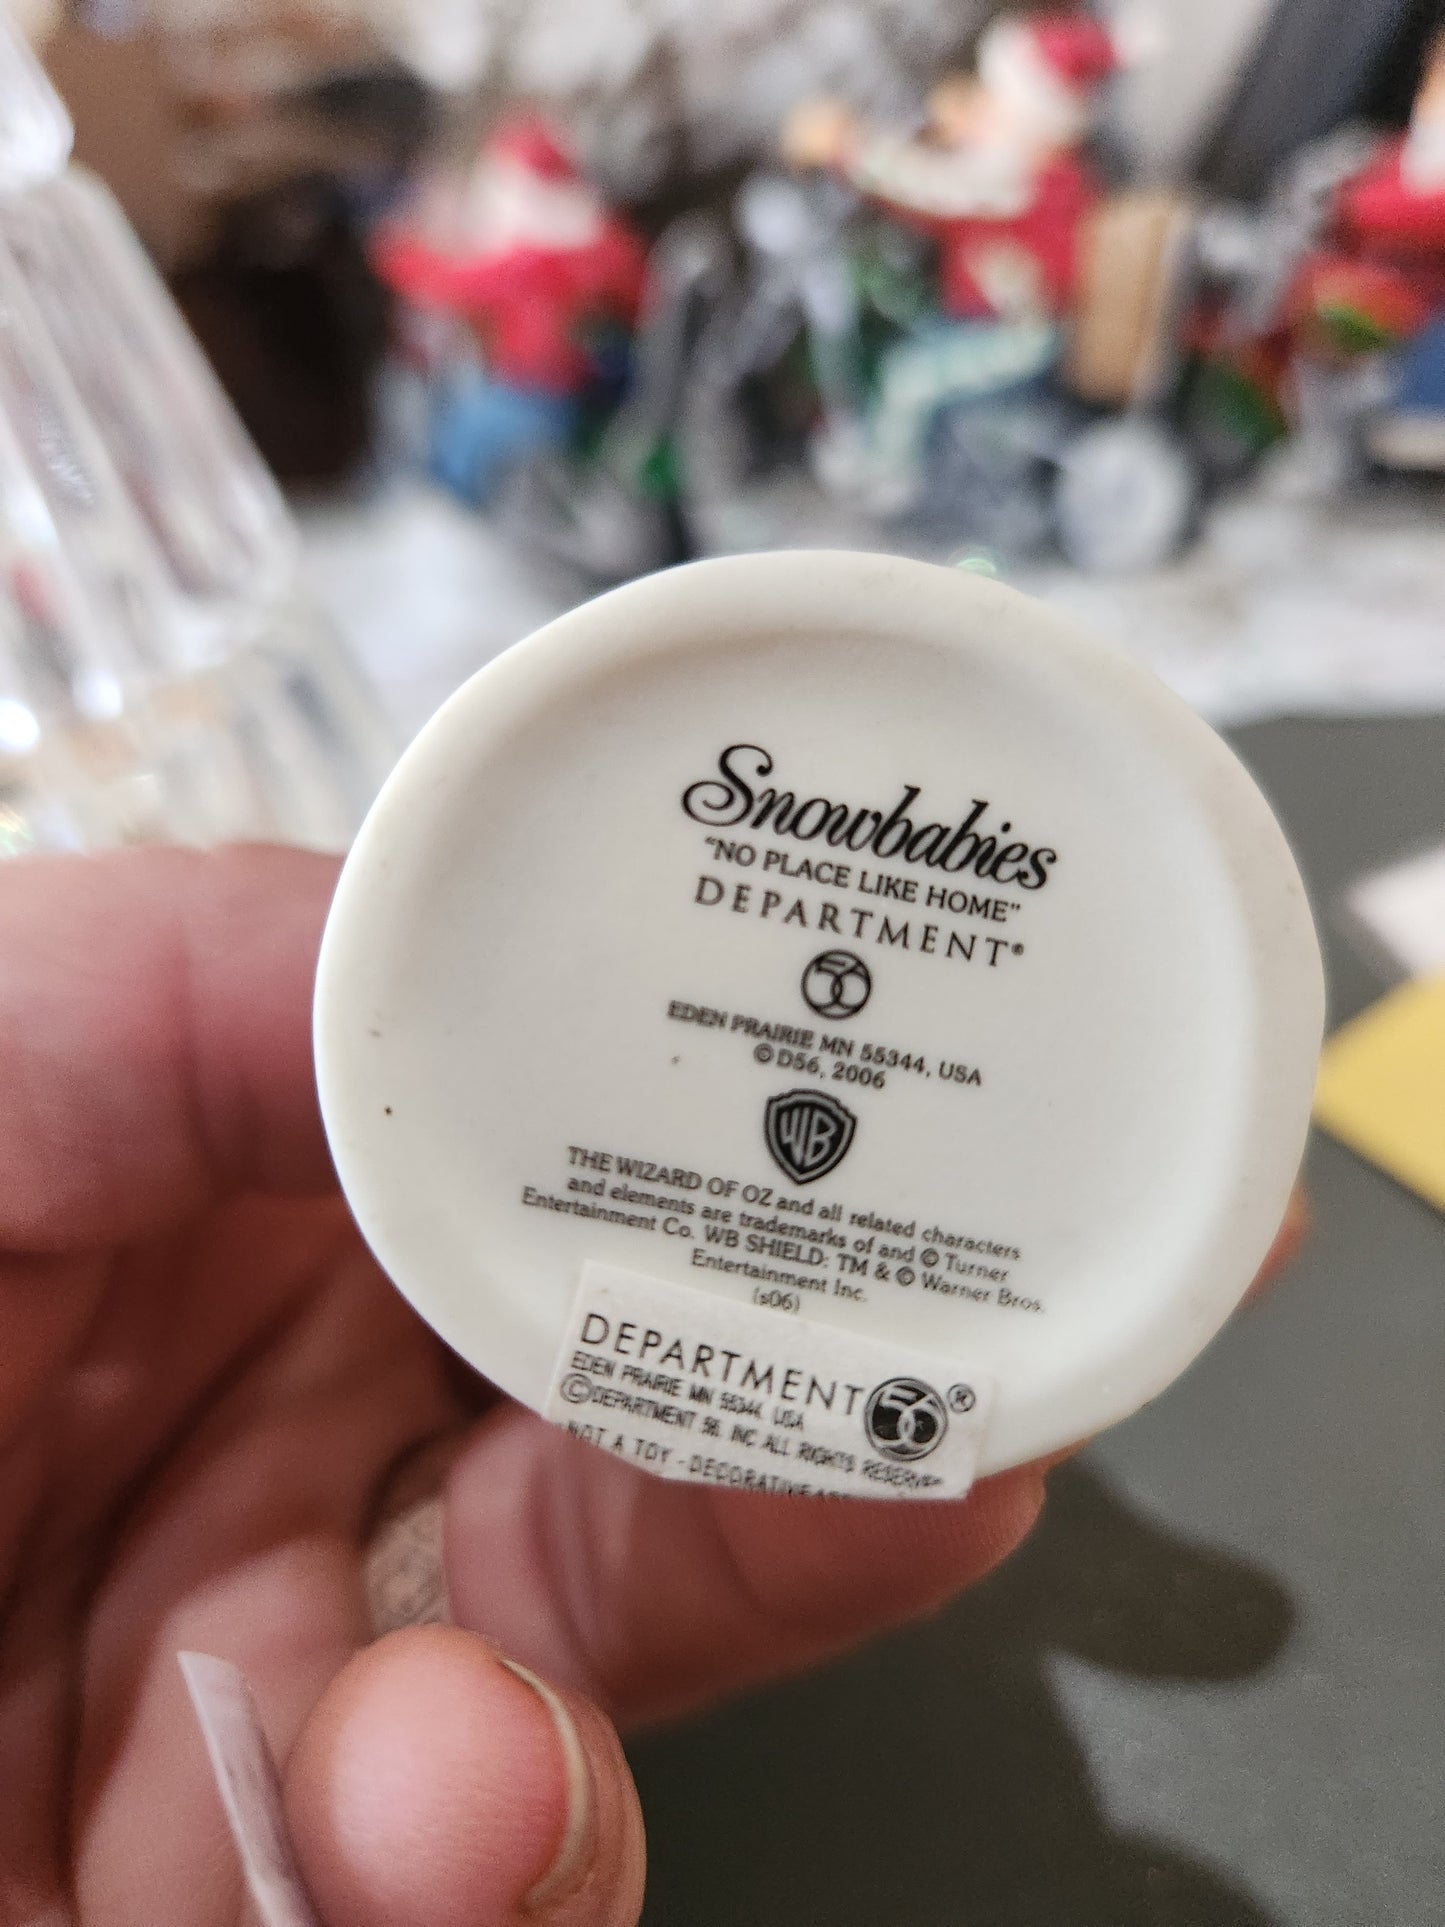 Snowbabies
"NO PLACE LIKE HOME"
DEPARTMENT®
56
EDEN PRAIRIE MN 55344, USA
© D56, 2006
WB
THE WIZARD OF OZ and all related characters
and elements are trademarks of and © Turner
Entertainment Co. WB SHIELD: TM & © Warner Bros.
Entertainment Inc.
(s06)
DEPARTMENT 56 ®
EDEN PRAIRIE MN 55344, USA
© DEPARTMENT 56, INC ALL RIGHTS
NOT A TOY - DECORATIVE